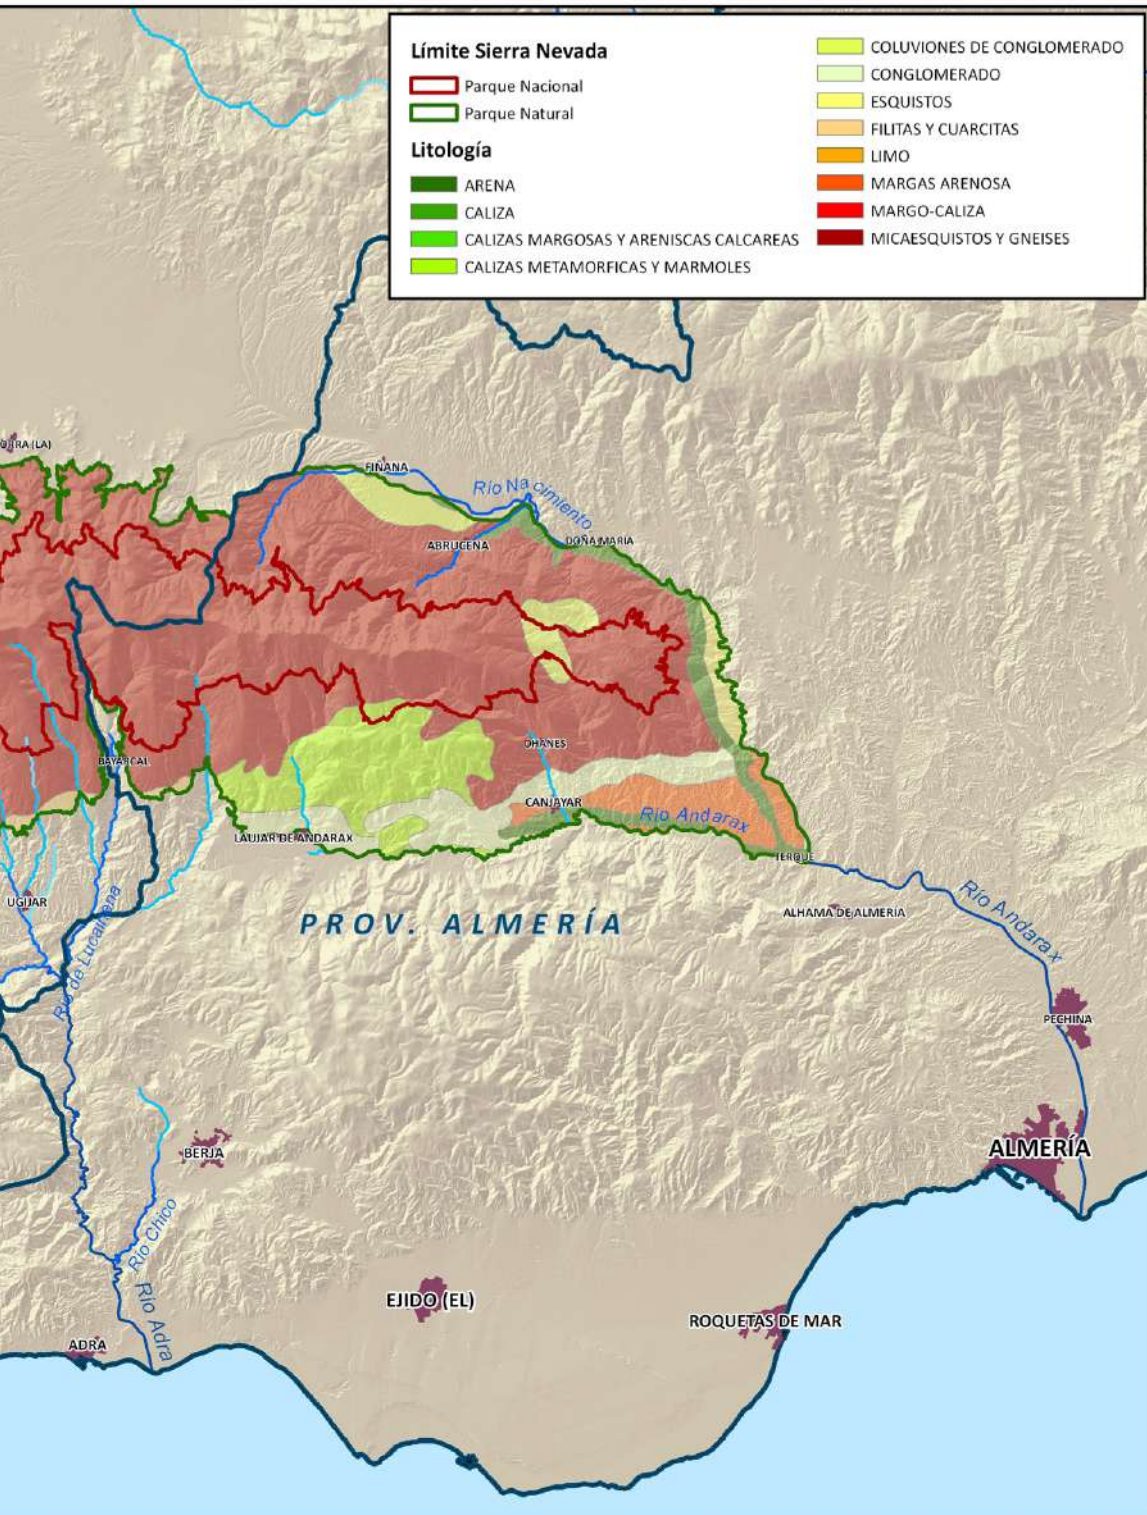 Límite Sierra Nevada
Parque Nacional
Parque Natural
Litología
ARENA
CALIZA
CALIZAS MARGOSAS Y ARENISCAS CALCAREAS
CALIZAS METAMORFICAS Y MARMOLES
COLUVIONES DE CONGLOMERADO
CONGLOMERADO
ESQUISTOS
FILITAS Y CUARCITAS
LIMO
MARGAS ARENOSA
MARGO-CALIZA
MICAESQUISTOS Y GNEISES
(LA)
FIÑANA
Río Nacimiento
ABRUCENA
DOÑA MARIA
OHANES
BAYARCAL
CANJAYAR
Río Andarax
LAUJAR DE ANDARAX
TERQUE
UGIJAR
Río de Lucainena
PROV. ALMERÍA
ALHAMA DE ALMERIA
Río Andarax
PECHINA
BERJA
ALMERÍA
Río Chico
Río Adra
EJIDO (EL)
ROQUETAS DE MAR
ADRA